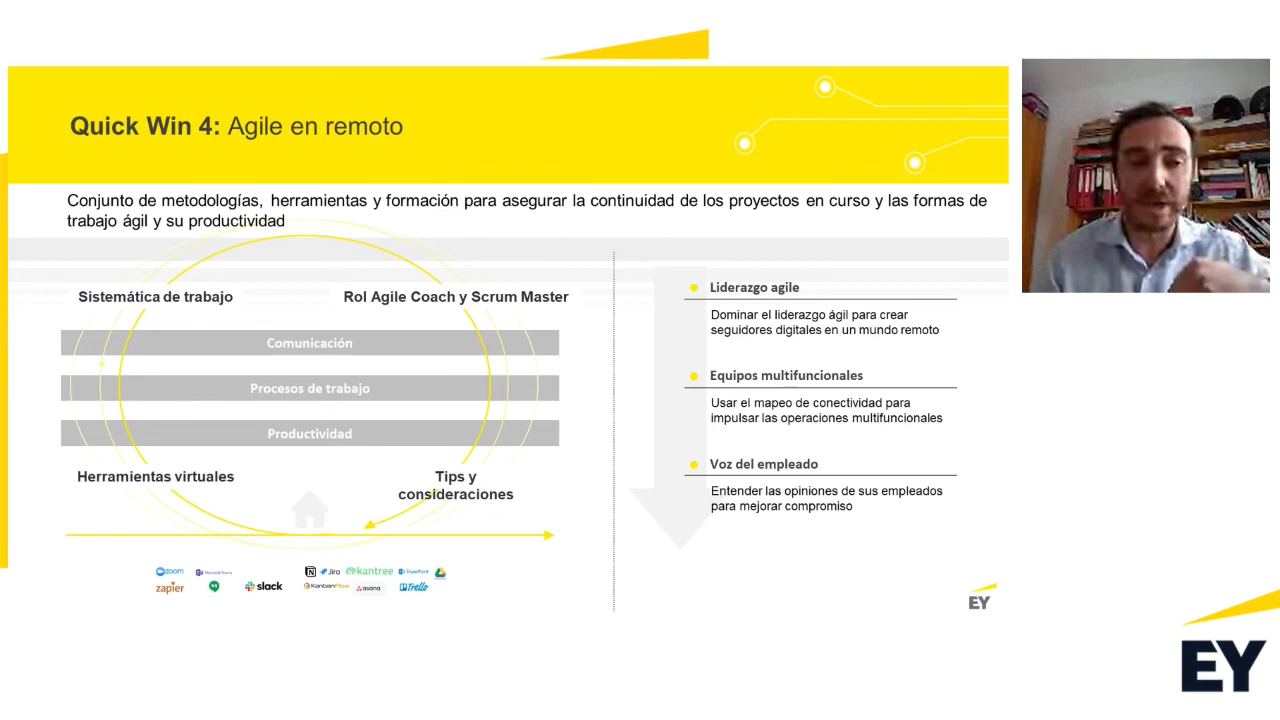 Quick Win 4: Agile en remoto
Conjunto de metodologías, herramientas y formación para asegurar la continuidad de los proyectos en curso y las formas de
trabajo ágil y su productividad
Sistemática de trabajo
Rol Agile Coach y Scrum Master
Comunicación
Procesos de trabajo
Productividad
Herramientas virtuales
Tips y
consideraciones
zoom
Microsoft Teams
zapier
slack
Jira
kantree
SharePoint
KanbanFlow
asana
Trello
Liderazgo agile
Dominar el liderazgo ágil para crear
seguidores digitales en un mundo remoto
Equipos multifuncionales
Usar el mapeo de conectividad para
impulsar las operaciones multifuncionales
Voz del empleado
Entender las opiniones de sus empleados
para mejorar compromiso
EY
EY